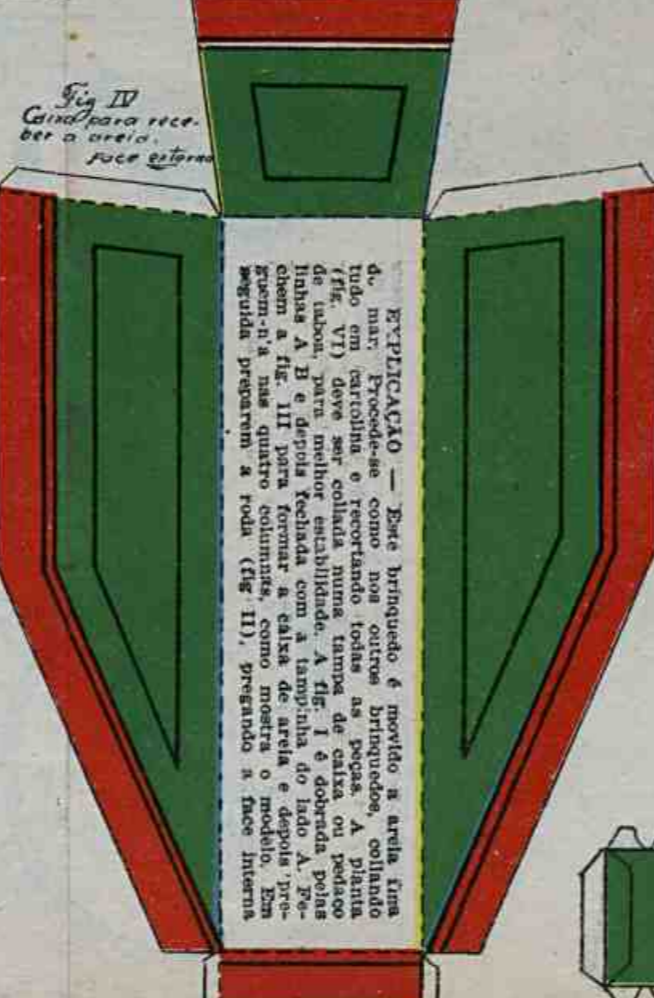 Fig IV
Caixa para rece-
ber a areia.
Face externa
EXPLICAÇÃO — Este brinquedo é movido a areia fina
do mar. Procede-se como nos outros brinquedos, collando
tudo em cartolina e recortando todas as peças. A planta
(fig. VI) deve ser collada numa tampa de caixa ou pedaço
de taboa, para melhor estabilidade. A fig. I é dobrada pelas
linhas A B e depois fechada com a tampinha do lado A. Fe-
chem a fig. III para formar a caixa de areia e depois pre-
guem-n'a nas quatro columnas, como mostra o modelo. Em
seguida preparem a roda (fig II), pregando a face interna